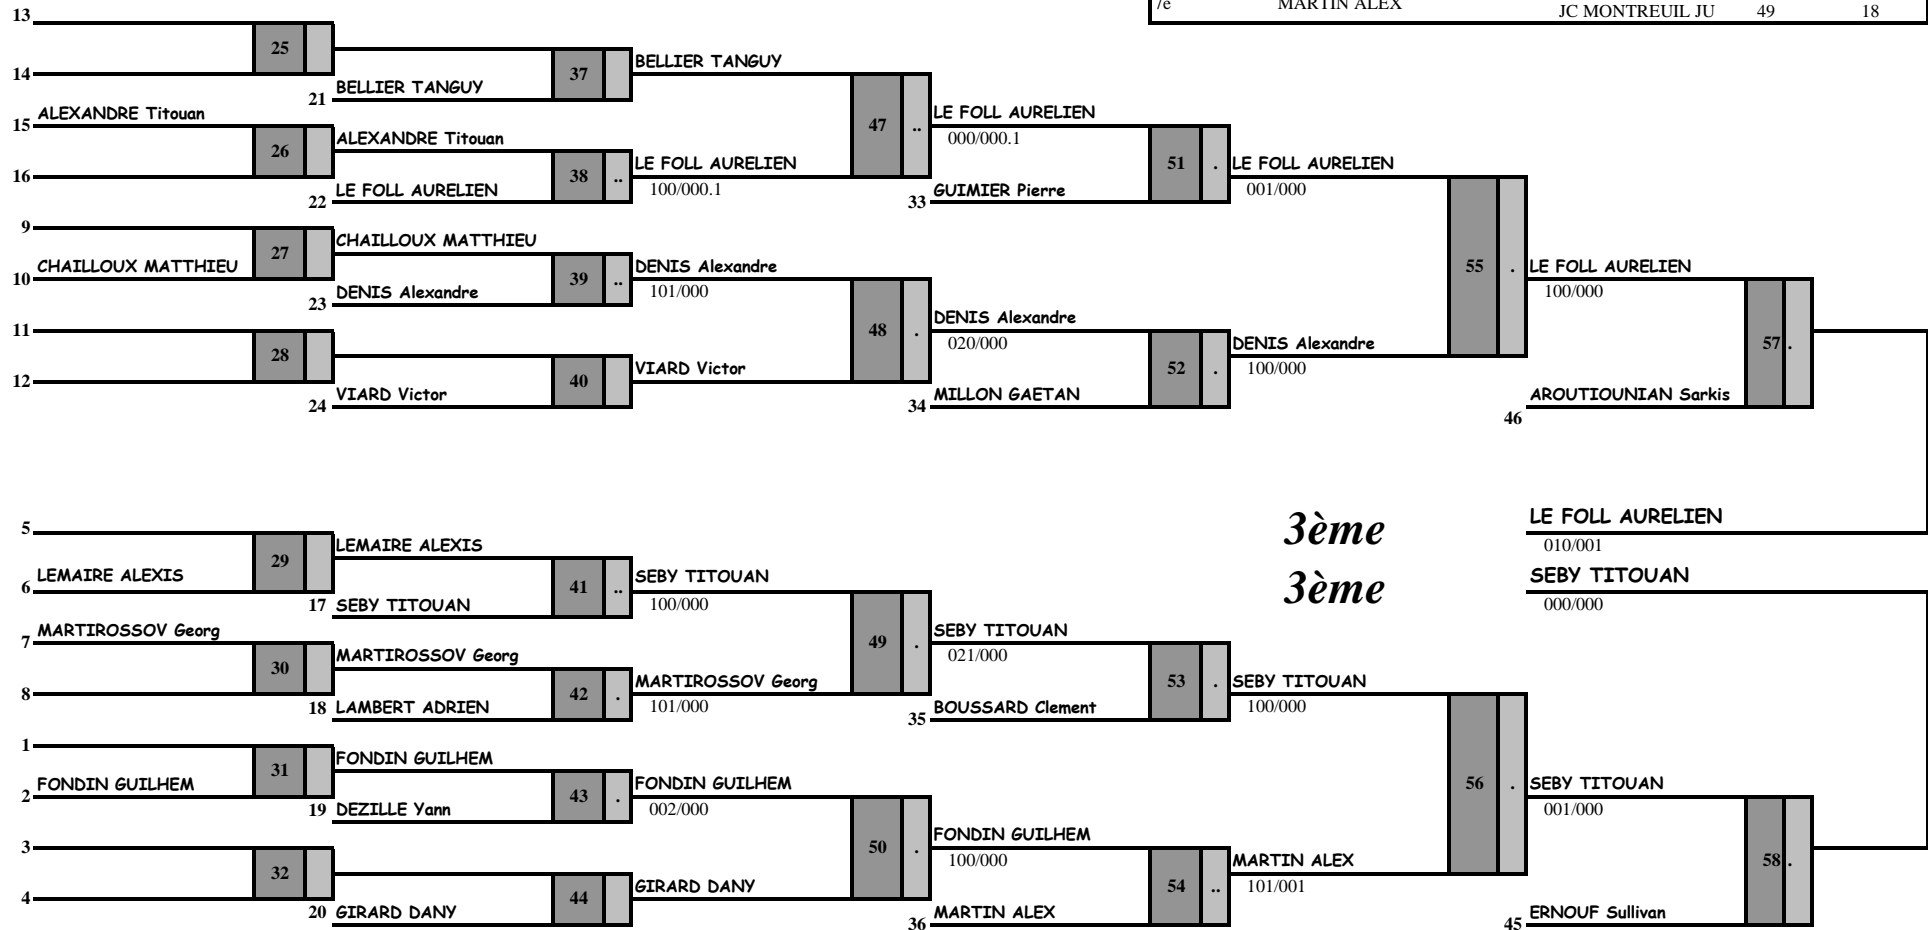 7e MARTIN ALEX JC MONTREUIL JU 49 18
13
25
14
21 BELLIER TANGUY
37
BELLIER TANGUY
15 ALEXANDRE Titouan
26
16
ALEXANDRE Titouan
22 LE FOLL AURELIEN
38 ..
LE FOLL AURELIEN
100/000.1
47 ..
LE FOLL AURELIEN
000/000.1
33 GUIMIER Pierre
51 .
LE FOLL AURELIEN
001/000
9
27
10 CHAILLOUX MATTHIEU
CHAILLOUX MATTHIEU
23 DENIS Alexandre
39 ..
DENIS Alexandre
101/000
11
28
12
24 VIARD Victor
40
VIARD Victor
48 .
DENIS Alexandre
020/000
34 MILLON GAETAN
52 .
DENIS Alexandre
100/000
55 .
LE FOLL AURELIEN
100/000
46 AROUTIOUNIAN Sarkis
57 .
3ème LE FOLL AURELIEN
010/001
3ème SEBY TITOUAN
000/000
5
29
6 LEMAIRE ALEXIS
LEMAIRE ALEXIS
17 SEBY TITOUAN
41 ..
SEBY TITOUAN
100/000
7 MARTIROSSOV Georg
30
8
MARTIROSSOV Georg
18 LAMBERT ADRIEN
42 .
MARTIROSSOV Georg
101/000
49 .
SEBY TITOUAN
021/000
35 BOUSSARD Clement
53 .
SEBY TITOUAN
100/000
1
31
2 FONDIN GUILHEM
FONDIN GUILHEM
19 DEZILLE Yann
43 .
FONDIN GUILHEM
002/000
3
32
4
20 GIRARD DANY
44
GIRARD DANY
50 .
FONDIN GUILHEM
100/000
36 MARTIN ALEX
54 ..
MARTIN ALEX
101/001
56 .
SEBY TITOUAN
001/000
45 ERNOUF Sullivan
58 .